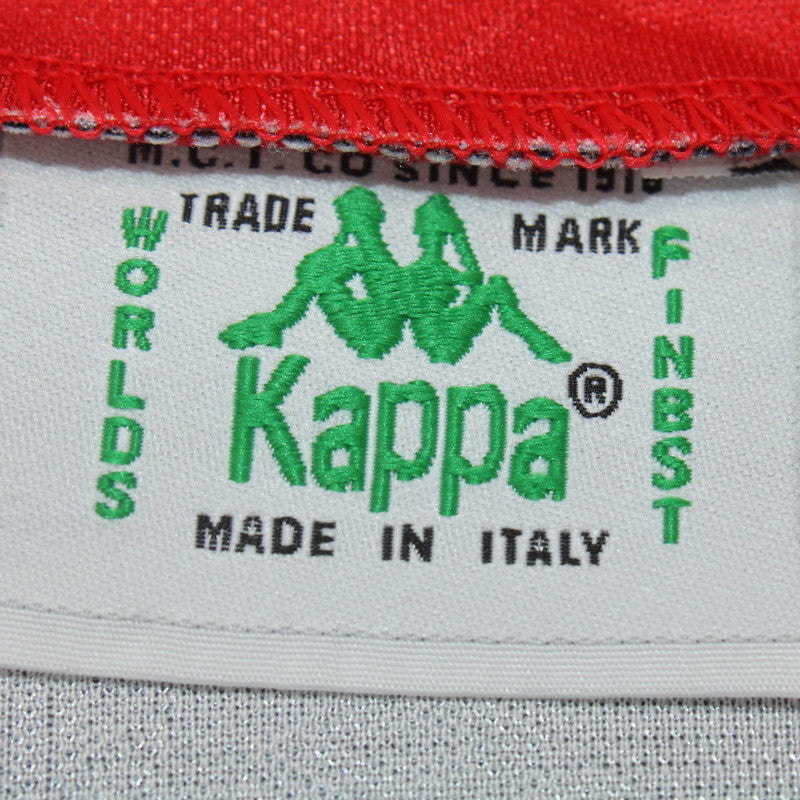 M.C.T. CO SINCE 1916
TRADE MARK
WORLDS
FINBST
Kappa®
MADE IN ITALY